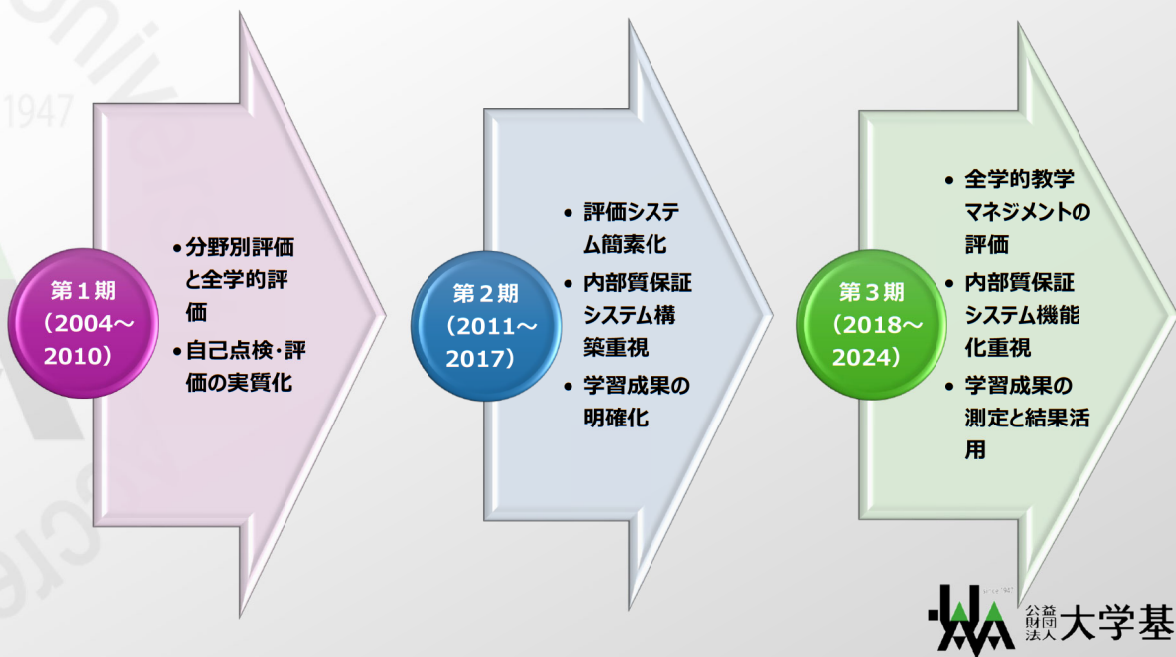 1947
第1期
（2004～
2010）
•分野別評価
と全学的評
価
•自己点検・評
価の実質化
第2期
（2011～
2017）
• 評価システ
ム簡素化
• 内部質保証
システム構
築重視
• 学習成果の
明確化
第3期
（2018～
2024）
• 全学的教学
マネジメントの
評価
• 内部質保証
システム機能
化重視
• 学習成果の
測定と結果活
用
公益財団法人 大学基